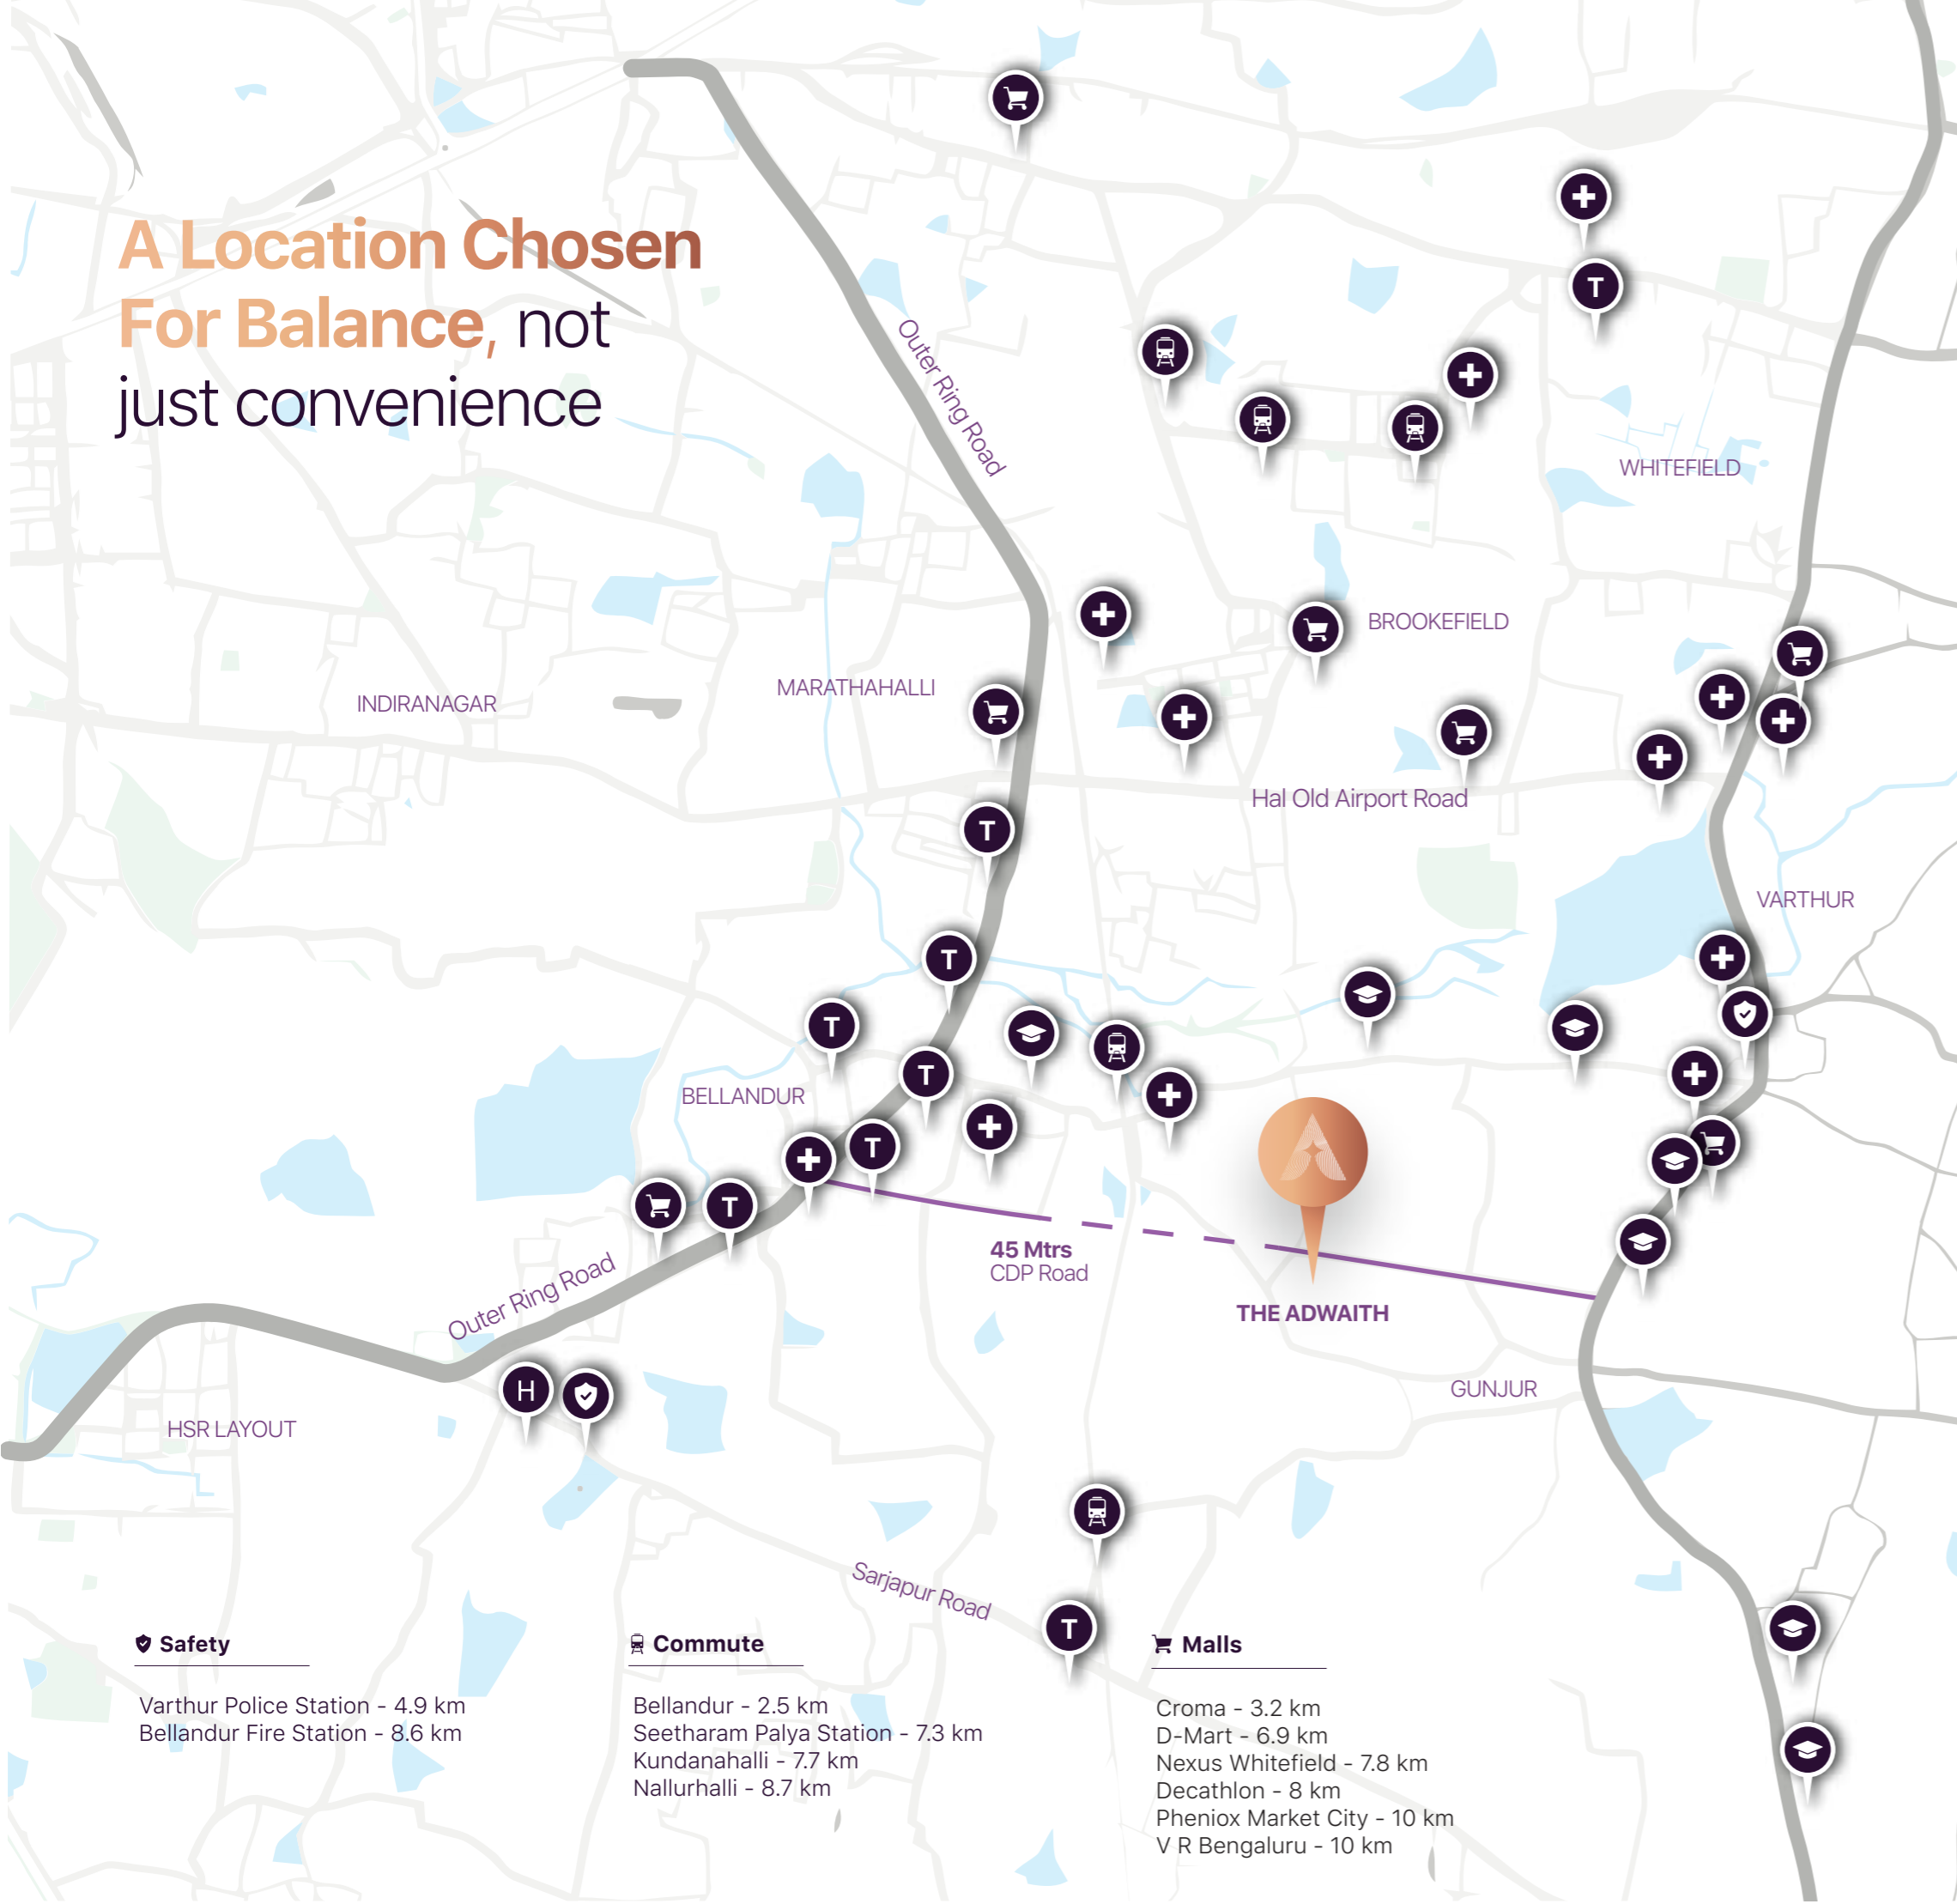 A Location Chosen
For Balance, not
just convenience
Outer Ring Road
WHITEFIELD
BROOKEFIELD
MARATHAHALLI
INDIRANAGAR
Hal Old Airport Road
VARTHUR
T
T
T
T
T
T
T
T
BELLANDUR
45 Mtrs
CDP Road
Outer Ring Road
THE ADWAITH
GUNJUR
H
HSR LAYOUT
Sarjapur Road
Safety
Varthur Police Station - 4.9 km
Bellandur Fire Station - 8.6 km
Commute
Bellandur - 2.5 km
Seetharam Palya Station - 7.3 km
Kundanahalli - 7.7 km
Nallurhalli - 8.7 km
Malls
Croma - 3.2 km
D-Mart - 6.9 km
Nexus Whitefield - 7.8 km
Decathlon - 8 km
Pheniox Market City - 10 km
V R Bengaluru - 10 km